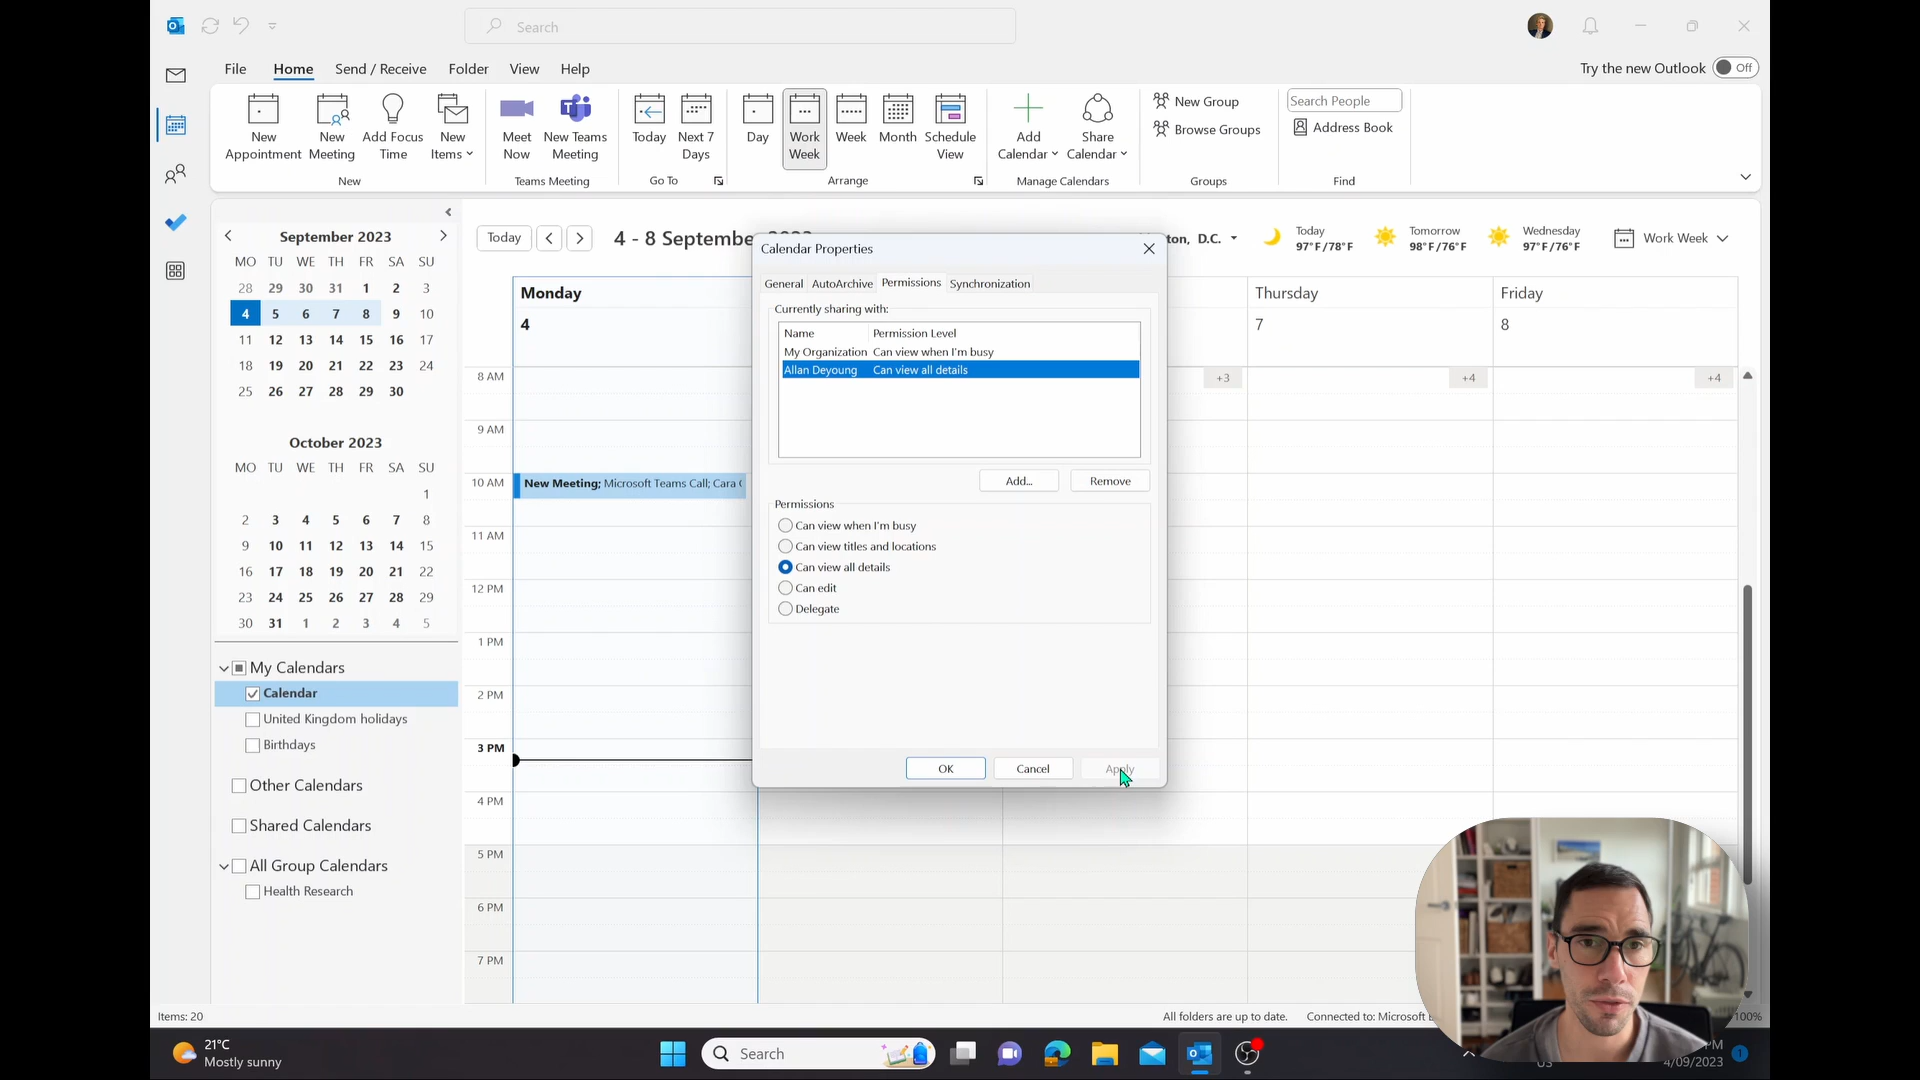 Search
File Home Send / Receive Folder View Help
Try the new Outlook Off
New Appointment
New Meeting
Add Focus Time
New Items
Meet Now
New Teams Meeting
Today
Next 7 Days
Day
Work Week
Week
Month
Schedule View
Add Calendar
Share Calendar
New Group
Browse Groups
Search People
Address Book
New
Teams Meeting
Go To
Arrange
Manage Calendars
Groups
Find
September 2023
MO TU WE TH FR SA SU
28 29 30 31 1 2 3
4 5 6 7 8 9 10
11 12 13 14 15 16 17
18 19 20 21 22 23 24
25 26 27 28 29 30
October 2023
MO TU WE TH FR SA SU
1
2 3 4 5 6 7 8
9 10 11 12 13 14 15
16 17 18 19 20 21 22
23 24 25 26 27 28 29
30 31 1 2 3 4 5
My Calendars
Calendar
United Kingdom holidays
Birthdays
Other Calendars
Shared Calendars
All Group Calendars
Health Research
Today
4 - 8 September
D.C.
Today
97°F/78°F
Tomorrow
98°F/76°F
Wednesday
97°F/76°F
Work Week
Monday
4
Thursday
7
Friday
8
+3
+4
+4
8 AM
9 AM
10 AM
New Meeting; Microsoft Teams Call; Cara
11 AM
12 PM
1 PM
2 PM
3 PM
4 PM
5 PM
6 PM
7 PM
Calendar Properties
General AutoArchive Permissions Synchronization
Currently sharing with:
Name Permission Level
My Organization Can view when I'm busy
Allan Deyoung Can view all details
Add... Remove
Permissions
Can view when I'm busy
Can view titles and locations
Can view all details
Can edit
Delegate
OK Cancel Apply
Items: 20
All folders are up to date.
Connected to: Microsoft
100%
21°C
Mostly sunny
Search
4/09/2023
1